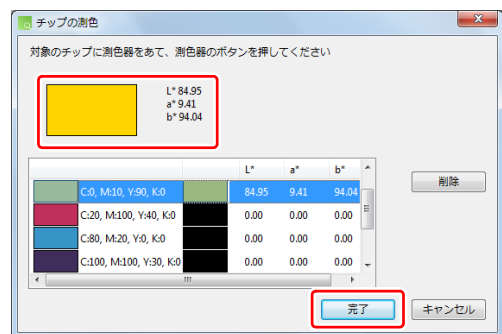 チップの測色
対象のチップに測色器をあて、測色器のボタンを押してください
L* 84.95
a* 9.41
b* 94.04
L* a* b*
C:0, M:10, Y:90, K:0 84.95 9.41 94.04
C:20, M:100, Y:40, K:0 0.00 0.00 0.00
C:80, M:20, Y:0, K:0 0.00 0.00 0.00
C:100, M:100, Y:30, K:0 0.00 0.00 0.00
削除
完了 キャンセル